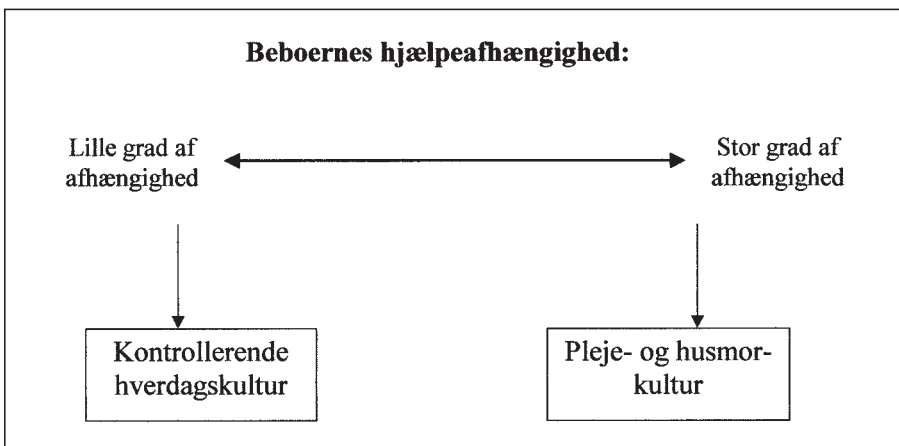 Beboernes hjælpeafhængighed:
Lille grad af
afhængighed
Stor grad af
afhængighed
Kontrollerende
hverdagskultur
Pleje- og husmor-
kultur